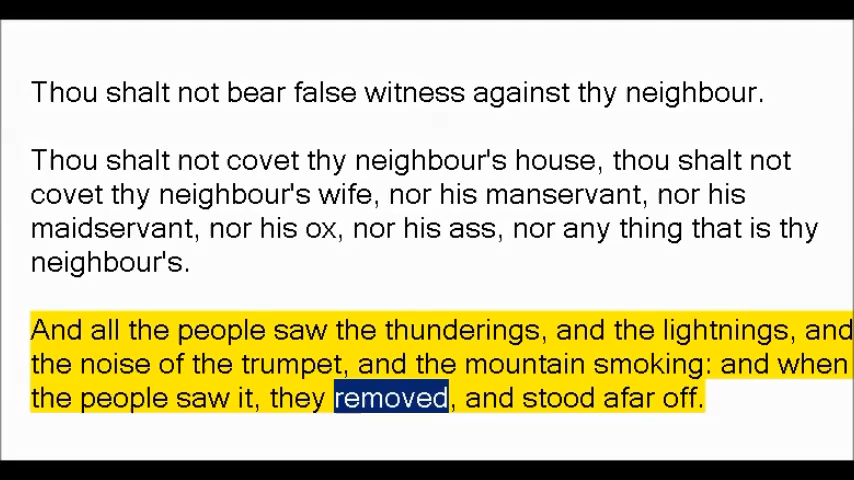 Thou shalt not bear false witness against thy neighbour.
Thou shalt not covet thy neighbour's house, thou shalt not
covet thy neighbour's wife, nor his manservant, nor his
maidservant, nor his ox, nor his ass, nor any thing that is thy
neighbour's.
And all the people saw the thunderings, and the lightnings, and
the noise of the trumpet, and the mountain smoking: and when
the people saw it, they removed, and stood afar off.